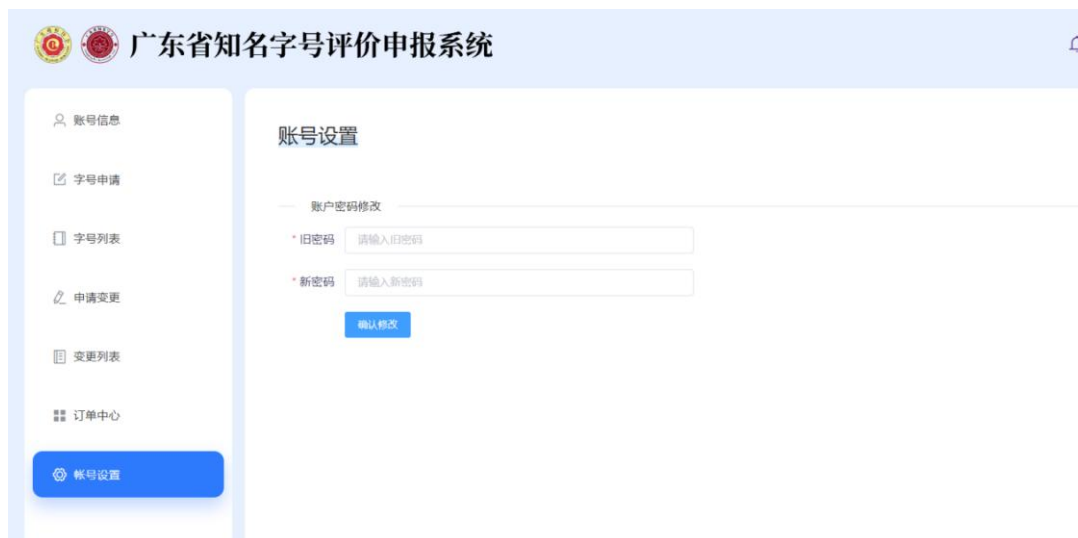 广东省知名字号评价申报系统
账号信息
字号申请
字号列表
申请变更
变更列表
订单中心
帐号设置
账号设置
账户密码修改
* 旧密码 请输入旧密码
* 新密码 请输入新密码
确认修改